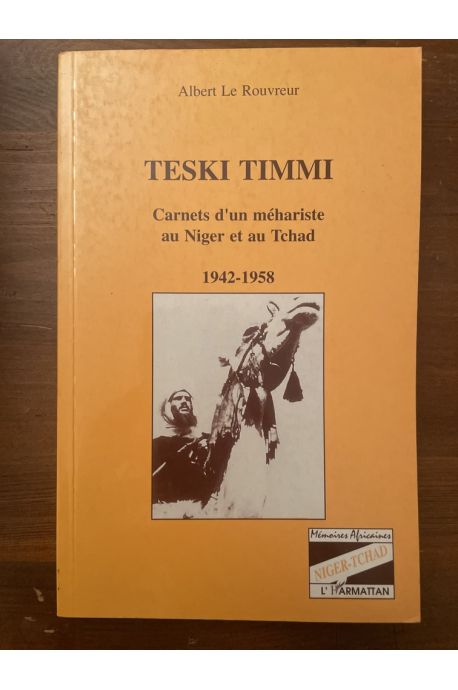 Albert Le Rouvreur
TESKI TIMMI
Carnets d'un méhariste
au Niger et au Tchad
1942-1958
Mémoires Africaines
NIGER-TCHAD
L'HARMATTAN